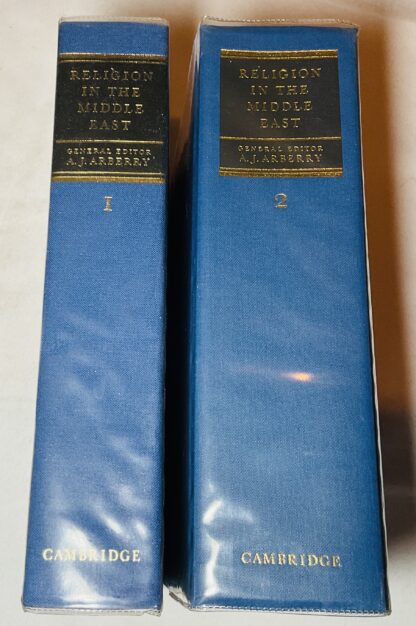 RELIGION
IN THE
MIDDLE
EAST
GENERAL EDITOR
A.J.ARBERRY
I
CAMBRIDGE
RELIGION
IN THE
MIDDLE
EAST
GENERAL EDITOR
A.J.ARBERRY
2
CAMBRIDGE